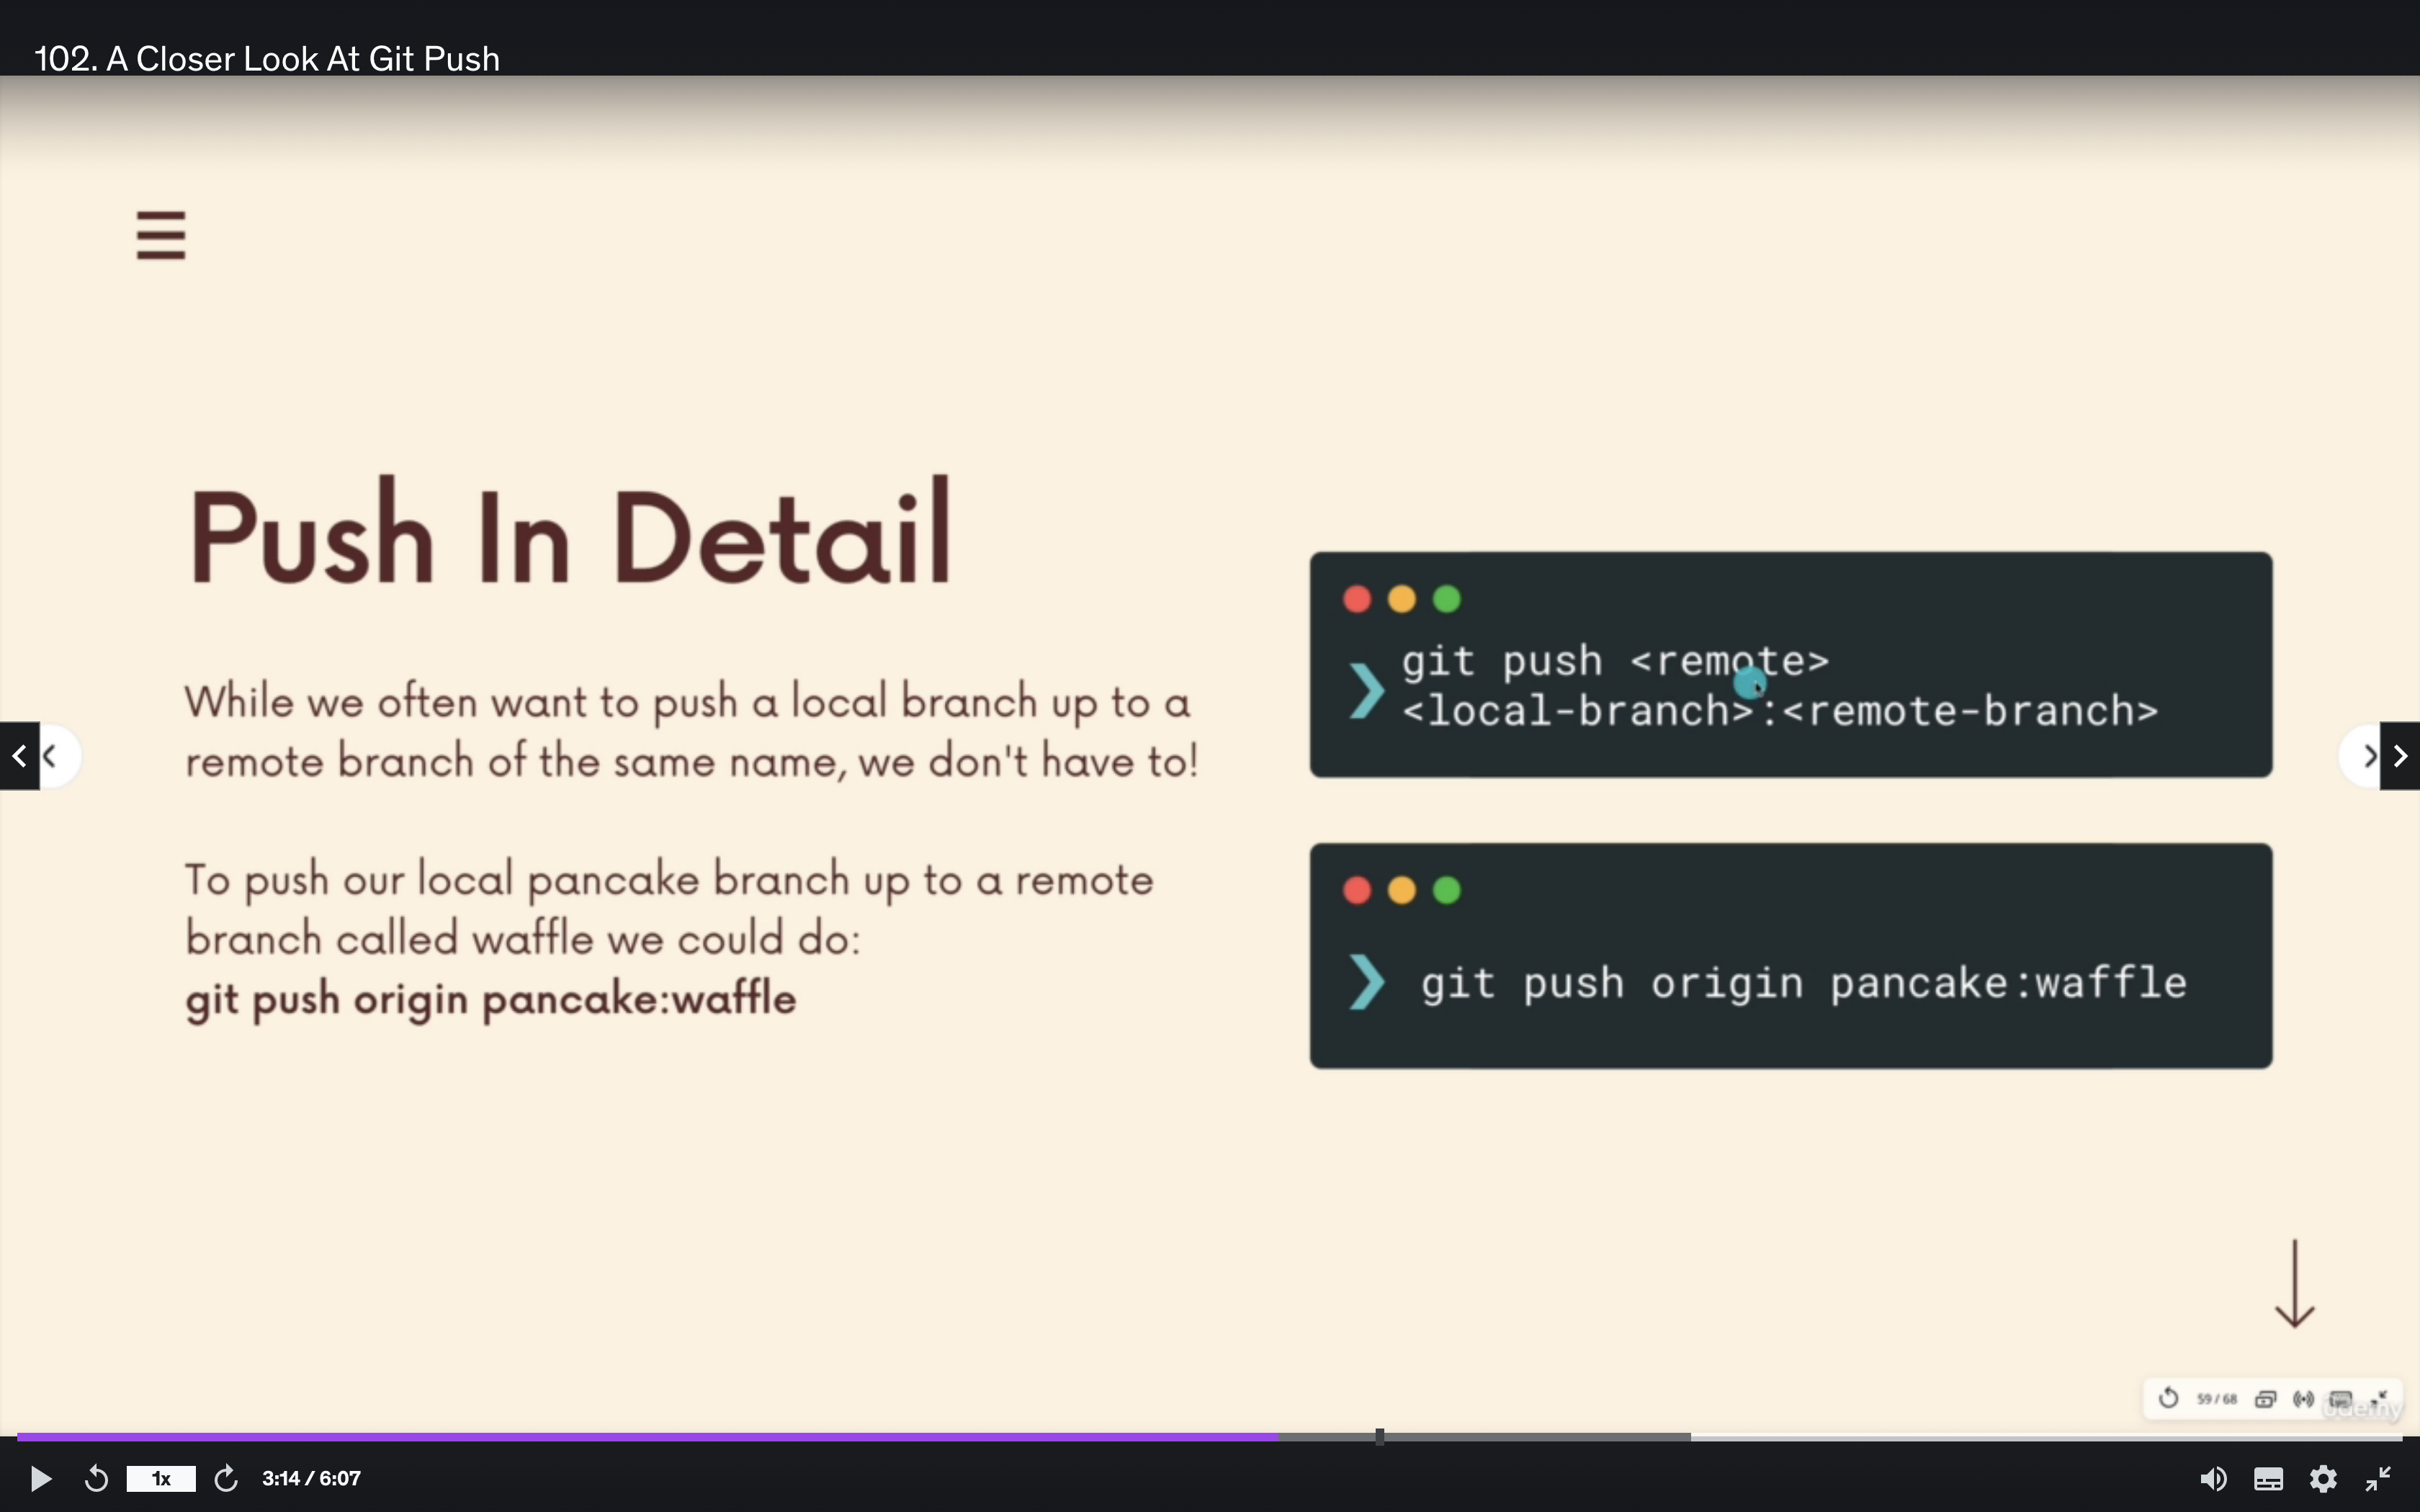 102. A Closer Look At Git Push
Push In Detail
While we often want to push a local branch up to a
remote branch of the same name, we don't have to!
To push our local pancake branch up to a remote
branch called waffle we could do:
git push origin pancake:waffle
❯ git push <remote>
<local-branch>:<remote-branch>
❯ git push origin pancake:waffle
59 / 68
udemy
1x
3:14 / 6:07